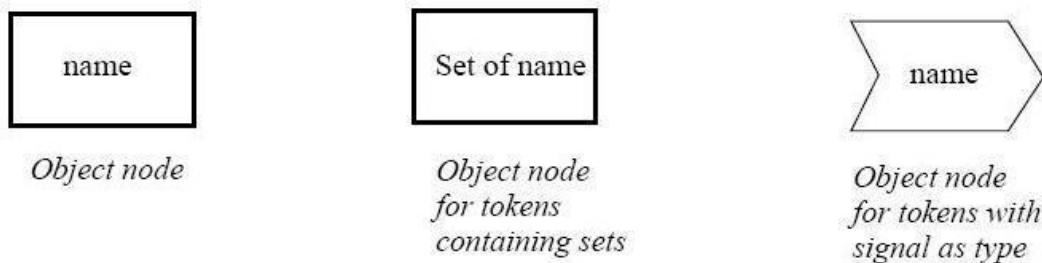 name
Set of name
name
Object node
Object node
for tokens
containing sets
Object node
for tokens with
signal as type